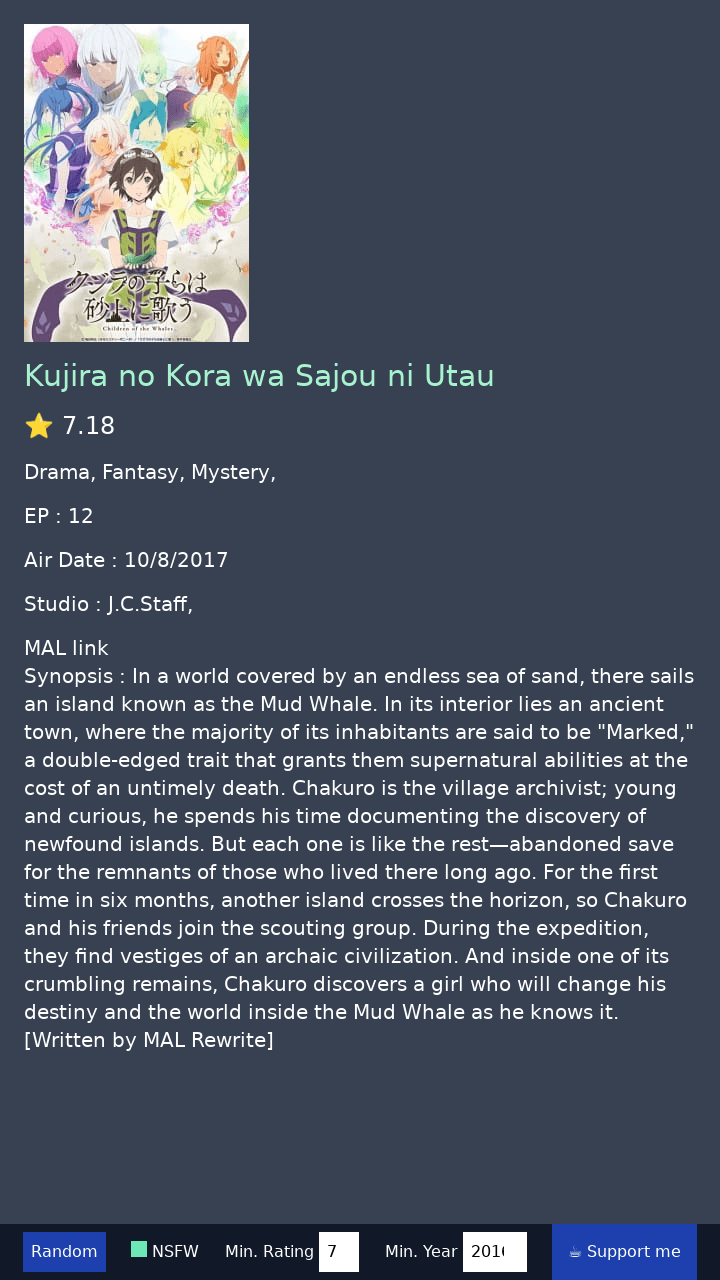 クジラの子らは
砂上に歌う
Children of the Whales
Kujira no Kora wa Sajou ni Utau
7.18
Drama, Fantasy, Mystery,
EP : 12
Air Date : 10/8/2017
Studio : J.C.Staff,
MAL link
Synopsis : In a world covered by an endless sea of sand, there sails
an island known as the Mud Whale. In its interior lies an ancient
town, where the majority of its inhabitants are said to be "Marked,"
a double-edged trait that grants them supernatural abilities at the
cost of an untimely death. Chakuro is the village archivist; young
and curious, he spends his time documenting the discovery of
newfound islands. But each one is like the rest—abandoned save
for the remnants of those who lived there long ago. For the first
time in six months, another island crosses the horizon, so Chakuro
and his friends join the scouting group. During the expedition,
they find vestiges of an archaic civilization. And inside one of its
crumbling remains, Chakuro discovers a girl who will change his
destiny and the world inside the Mud Whale as he knows it.
[Written by MAL Rewrite]
Random NSFW Min. Rating 7 Min. Year Support me